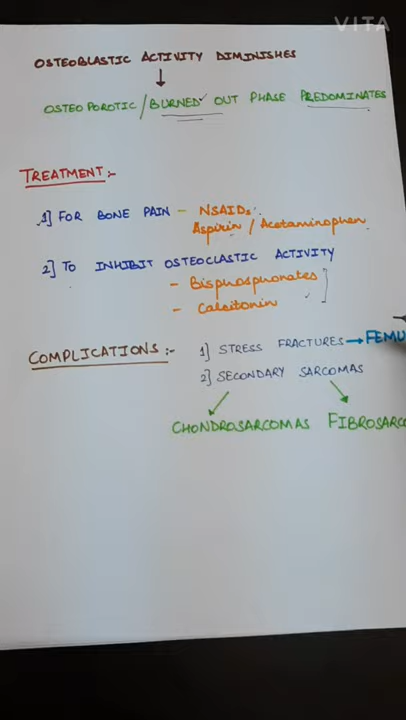 VITA
OSTEOBLASTIC ACTIVITY DIMINISHES
OSTEOPOROTIC / BURNED OUT PHASE PREDOMINATES
TREATMENT :-
1] FOR BONE PAIN - NSAIDs
Aspirin / Acetaminophen
2] TO INHIBIT OSTEOCLASTIC ACTIVITY
- Bisphosphonates
- Calcitonin
COMPLICATIONS :- 1] STRESS FRACTURES → FEMU
2] SECONDARY SARCOMAS
CHONDROSARCOMAS FIBROSARCO